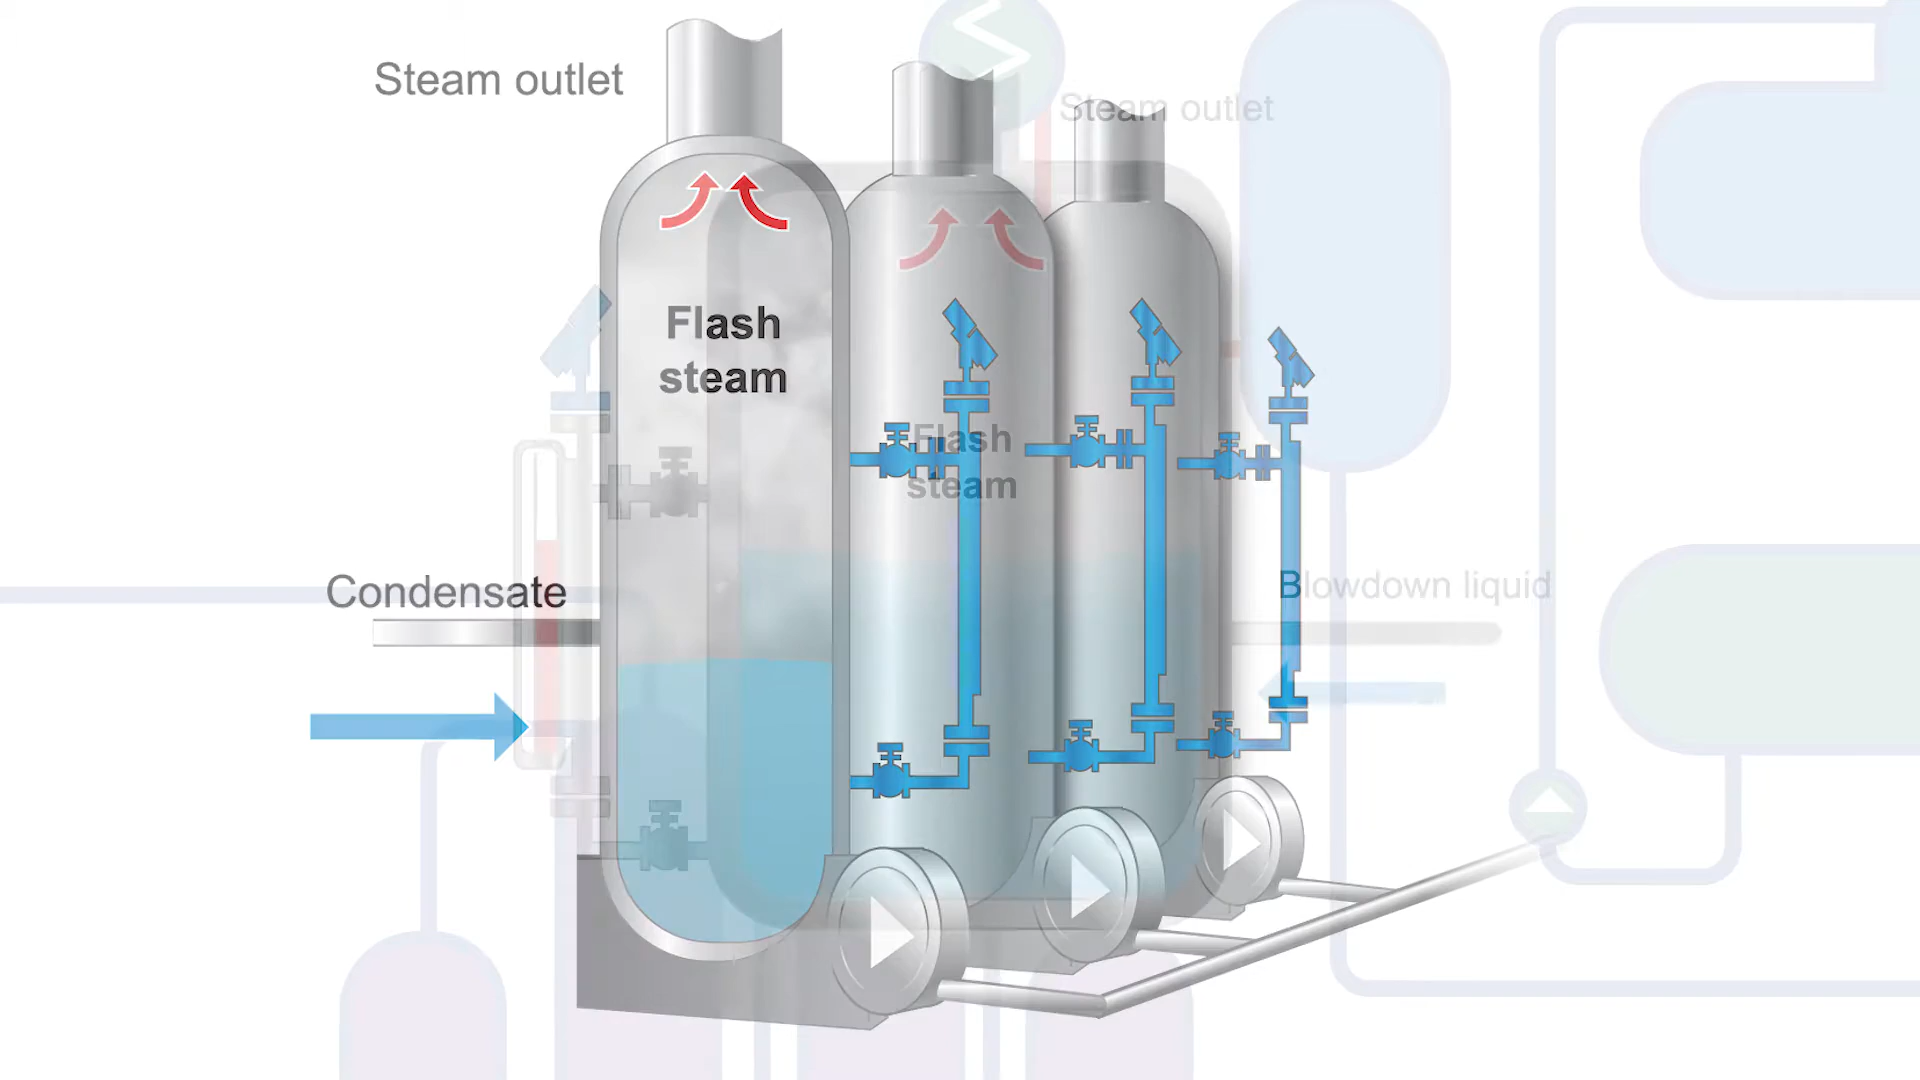 Steam outlet
Steam outlet
Flash
steam
Flash
steam
Condensate
Blowdown liquid